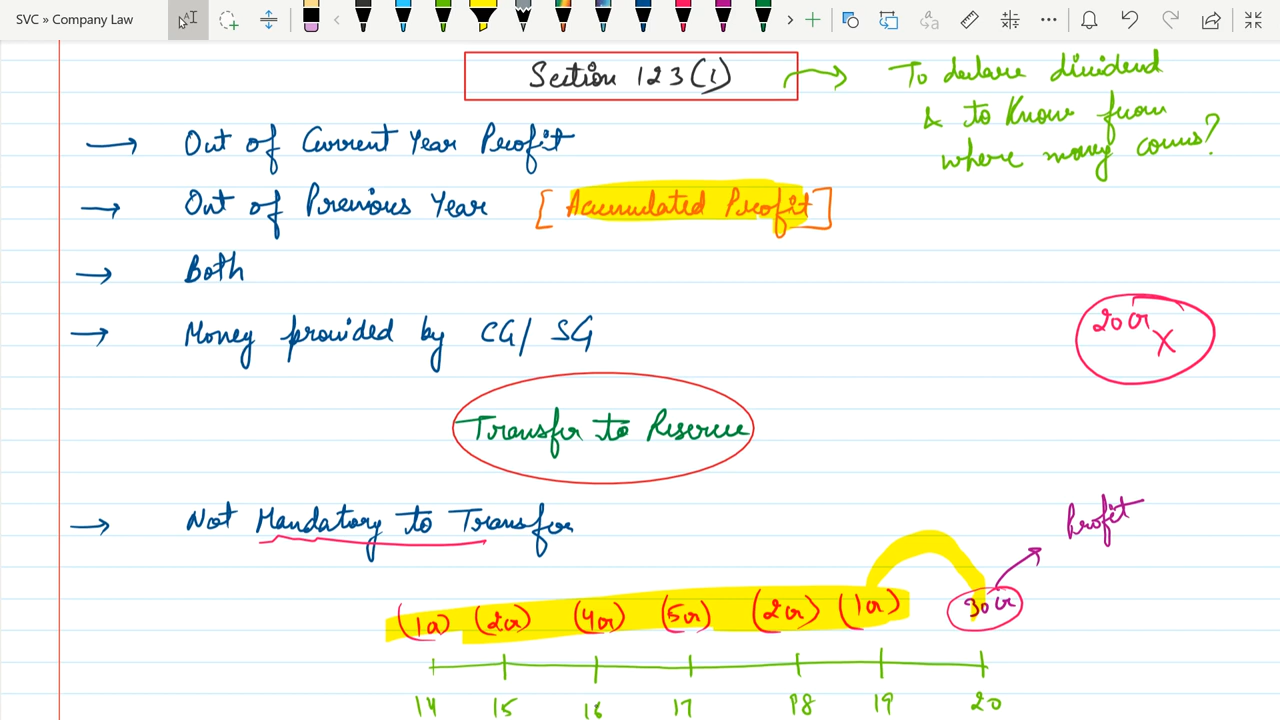 SVC » Company Law
Section 123(1)
To declare dividend
& to Know from
where money coms?
→ Out of Current Year Profit
→ Out of Previous Year [Acumulated Profit]
→ Both
→ Money provided by CG/ SG
20cr X
Transfer to Reserve
→ Not Mandatory to Transfer
Profit
(1cr) (2cr) (4cr) (5cr) (2cr) (1cr) 30cr
14 15 16 17 18 19 20